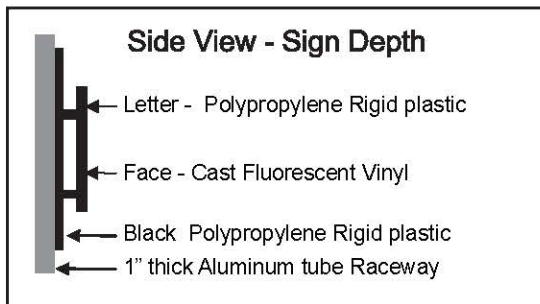 Side View - Sign Depth
Letter - Polypropylene Rigid plastic
Face - Cast Fluorescent Vinyl
Black Polypropylene Rigid plastic
1" thick Aluminum tube Raceway